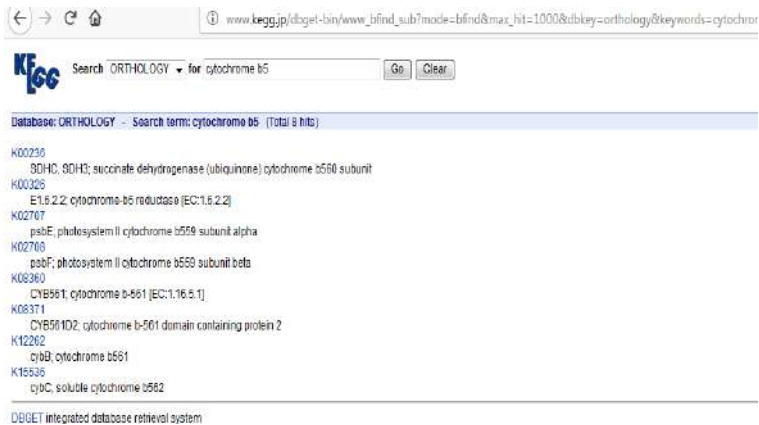 www.kegg.jp/dbget-bin/www_bfind_sub?mode=bfind&max_hit=1000&dbkey=orthology&keywords=cytochrom
KEGG Search ORTHOLOGY for cytochrome b5 Go Clear
Database: ORTHOLOGY - Search term: cytochrome b5 (Total 8 hits)
K00236
SDHC, SDH3; succinate dehydrogenase (ubiquinone) cytochrome b560 subunit
K00326
E1.6.2.2; cytochrome-b5 reductase [EC:1.6.2.2]
K02707
psbE; photosystem II cytochrome b559 subunit alpha
K02708
psbF; photosystem II cytochrome b559 subunit beta
K08360
CYB561; cytochrome b-561 [EC:1.16.5.1]
K08371
CYB561D2; cytochrome b-561 domain containing protein 2
K12262
cybB; cytochrome b561
K15536
cybC; soluble cytochrome b562
DBGET integrated database retrieval system